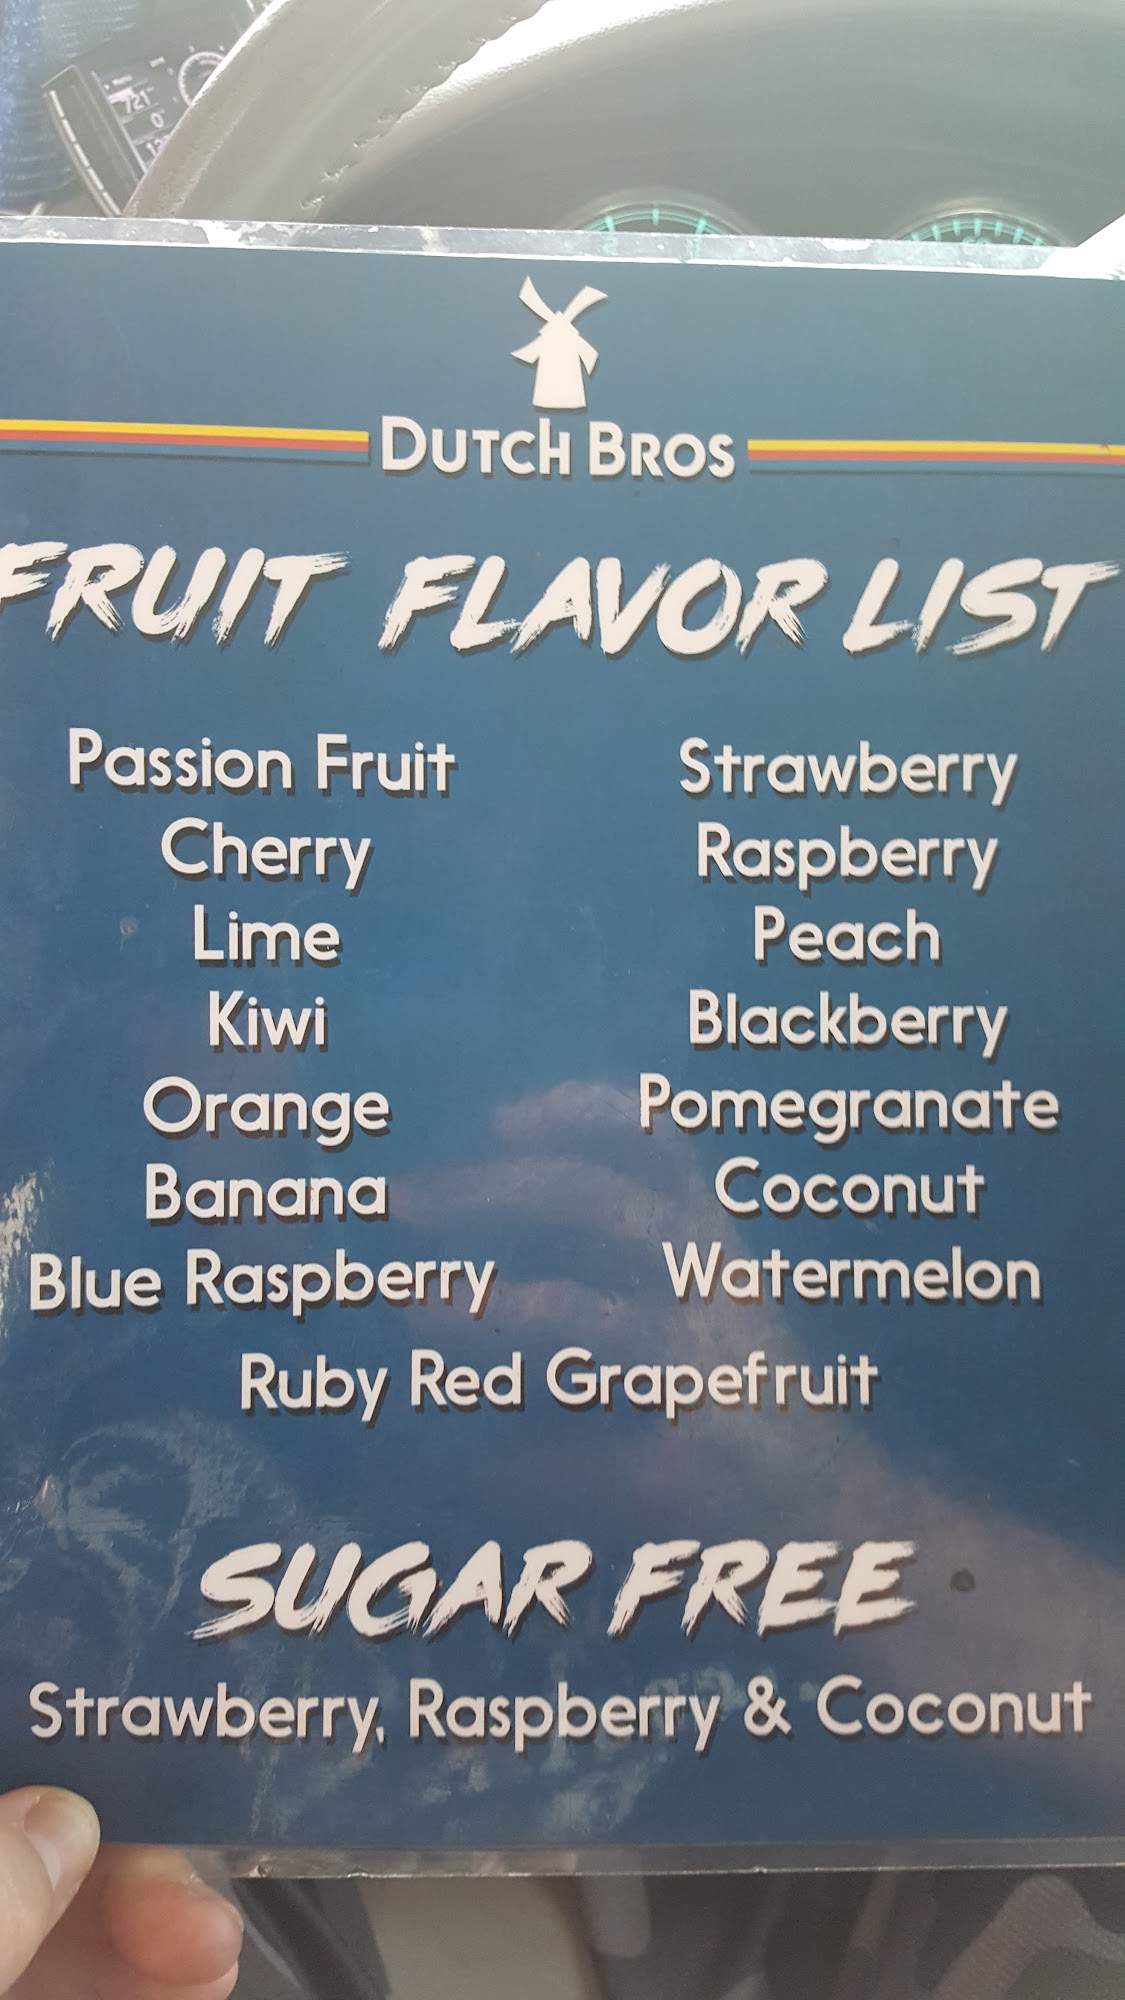 DUTCH BROS
FRUIT FLAVOR LIST
Passion Fruit
Cherry
Lime
Kiwi
Orange
Banana
Blue Raspberry
Strawberry
Raspberry
Peach
Blackberry
Pomegranate
Coconut
Watermelon
Ruby Red Grapefruit
SUGAR FREE
Strawberry, Raspberry & Coconut